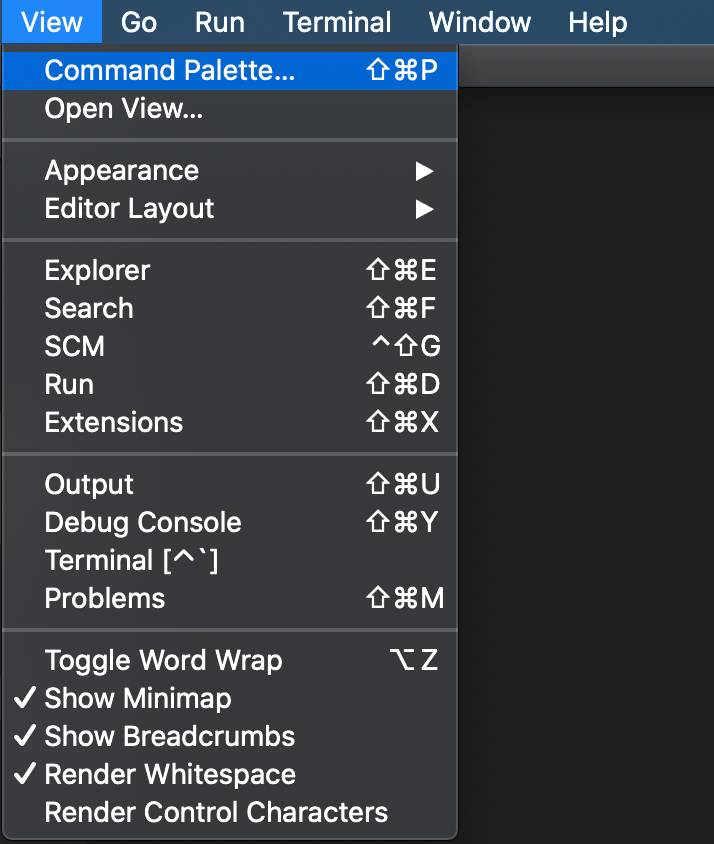 View Go Run Terminal Window Help
Command Palette... ⇧⌘P
Open View...
Appearance ▶
Editor Layout ▶
Explorer ⇧⌘E
Search ⇧⌘F
SCM ^⇧G
Run ⇧⌘D
Extensions ⇧⌘X
Output ⇧⌘U
Debug Console ⇧⌘Y
Terminal [^`]
Problems ⇧⌘M
Toggle Word Wrap ⌥Z
✓ Show Minimap
✓ Show Breadcrumbs
✓ Render Whitespace
Render Control Characters